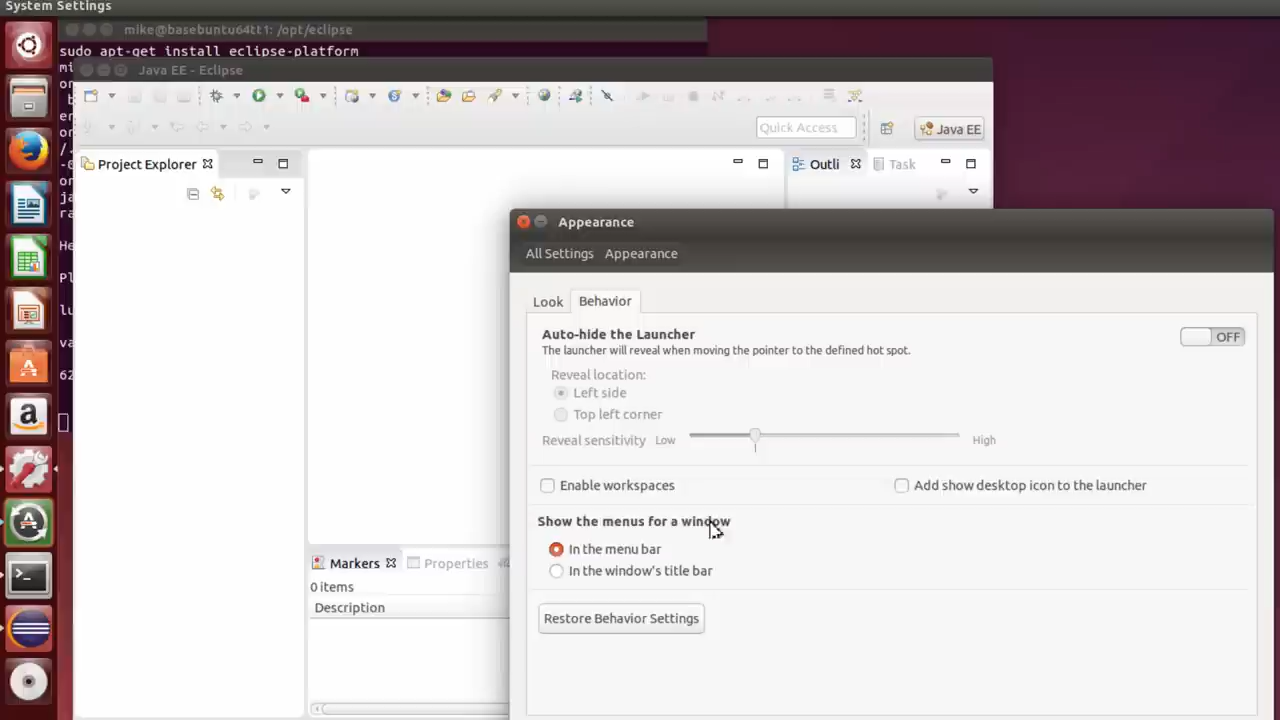 System Settings
mike@basebuntu64tt1: /opt/eclipse
sudo apt-get install eclipse-platform
Java EE - Eclipse
Quick Access
Java EE
Project Explorer
Outli
Task
Appearance
All Settings Appearance
Look Behavior
Auto-hide the Launcher
OFF
The launcher will reveal when moving the pointer to the defined hot spot.
Reveal location:
Left side
Top left corner
Reveal sensitivity Low High
Enable workspaces
Add show desktop icon to the launcher
Show the menus for a window
In the menu bar
In the window's title bar
Restore Behavior Settings
Markers
Properties
0 items
Description